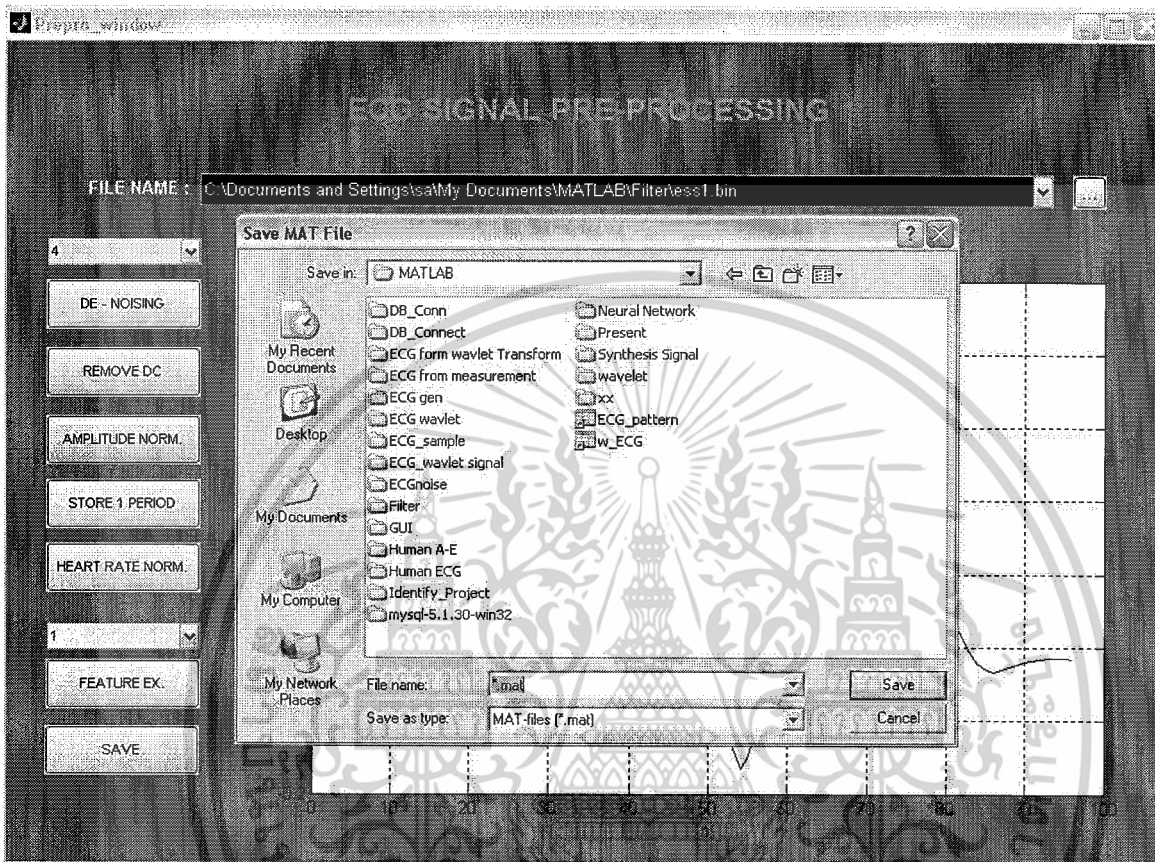 Prepro_window
ECG SIGNAL PRE-PROCESSING
FILE NAME : C:\Documents and Settings\sa\My Documents\MATLAB\Filter\ess1.bin
...
4
DE - NOISING
REMOVE DC
AMPLITUDE NORM.
STORE 1 PERIOD
HEART RATE NORM.
1
FEATURE EX.
SAVE
Save MAT File
Save in: MATLAB
My Recent Documents
Desktop
My Documents
My Computer
My Network Places
DB_Conn
DB_Connect
ECG form wavlet Transform
ECG from measurement
ECG gen
ECG wavlet
ECG_sample
ECG_wavlet signal
ECGnoise
Filter
GUI
Human A-E
Human ECG
Identify_Project
mysql-5.1.30-win32
Neural Network
Present
Synthesis Signal
wavelet
xx
ECG_pattern
w_ECG
File name: *.mat
Save as type: MAT-files (*.mat)
Save
Cancel
0 10 20 30 40 50 60 70 80